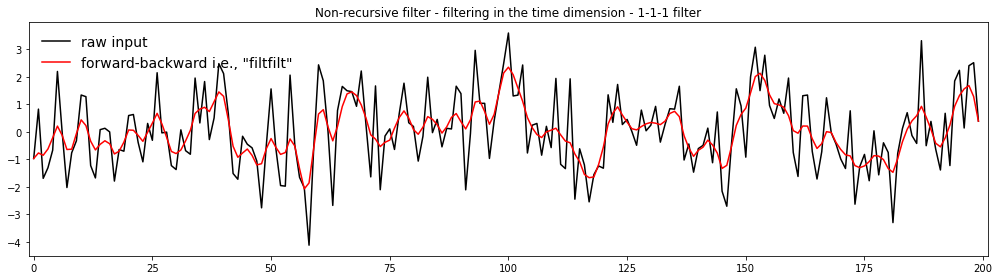 Non-recursive filter - filtering in the time dimension - 1-1-1 filter
raw input
forward-backward i.e., "filtfilt"
3
2
1
0
−1
−2
−3
−4
0 25 50 75 100 125 150 175 200